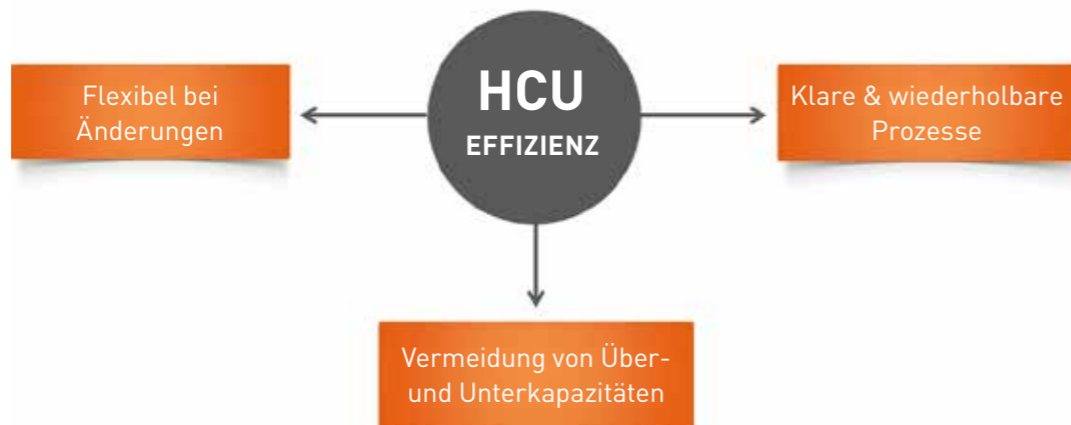 HCU
EFFIZIENZ
Flexibel bei
Änderungen
Klare & wiederholbare
Prozesse
Vermeidung von Über-
und Unterkapazitäten